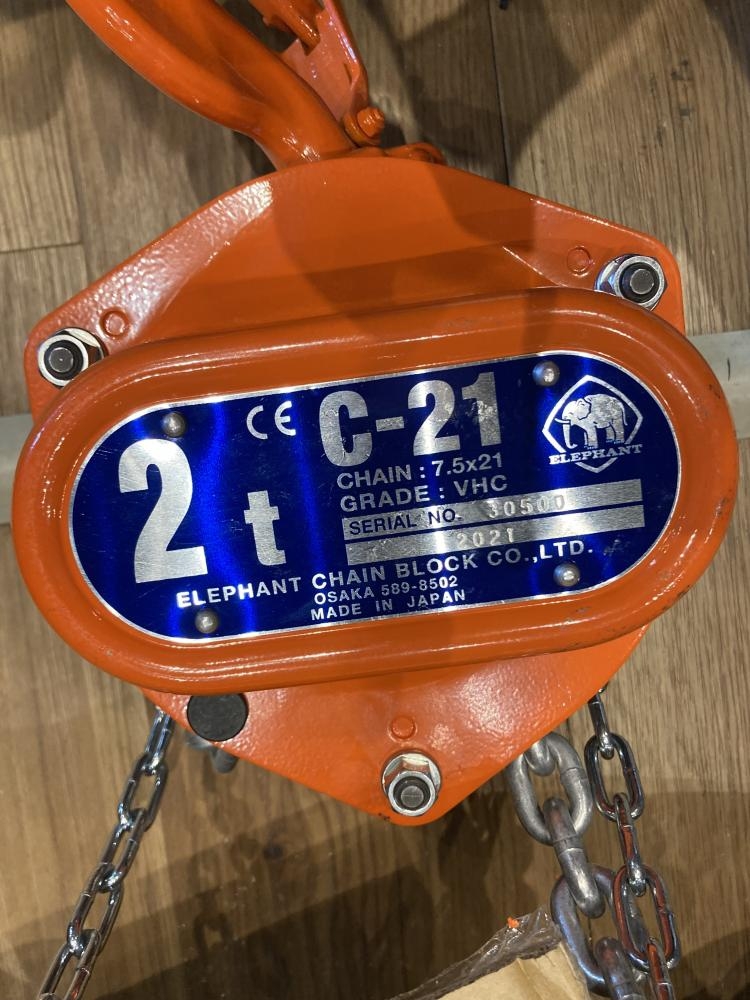 2 t
CE C-21
CHAIN : 7.5x21
GRADE : VHC
SERIAL NO. 30500
2021
ELEPHANT CHAIN BLOCK CO.,LTD.
OSAKA 589-8502
MADE IN JAPAN
ELEPHANT